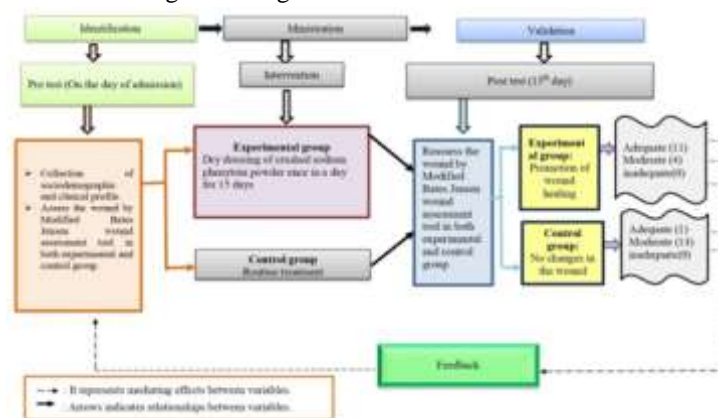 Identification
Ministration
Validation
Pre test (On the day of admission)
Intervention
Post test (15th day)
➤ Collection of
sociodemographic
and clinical profile.
➤ Assess the wound by
Modified Bates
Jensen wound
assessment tool in
both experimental and
control group.
Experimental group
Dry dressing of crushed sodium
phenytoin powder once in a day
for 15 days
Control group
Routine treatment
Reassess the
wound by
Modified
Bates Jensen
wound
assessment
tool in both
experimental
and control
group
Experiment
al group:
Promotion of
wound
healing
Control
group:
No changes in
the wound
Adequate (11)
Moderate (4)
inadequate(0)
Adequate (1)
Moderate (14)
inadequate(0)
Feedback
: It represents mediating effects between variables.
: Arrows indicates relationships between variables.